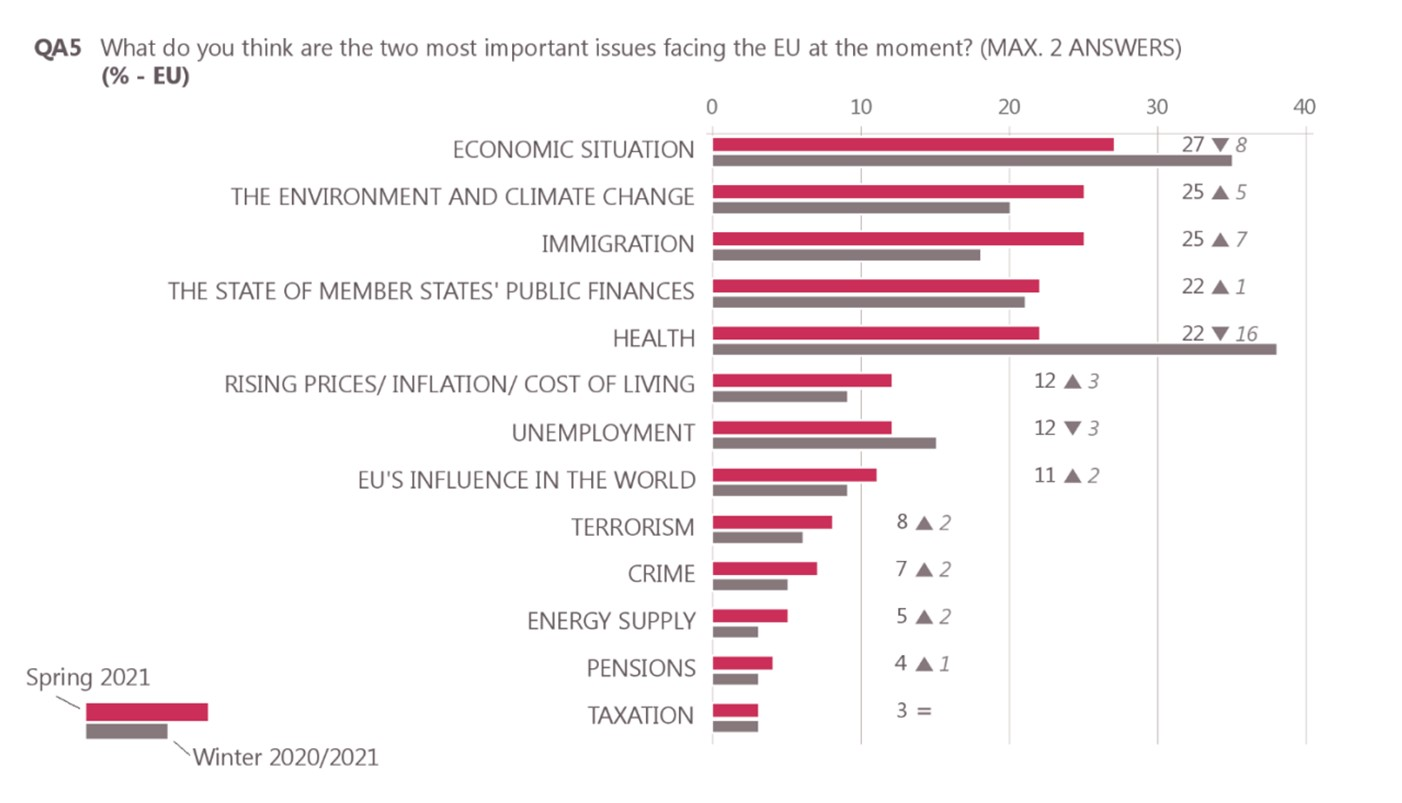 QA5 What do you think are the two most important issues facing the EU at the moment? (MAX. 2 ANSWERS)
(% - EU)
0 10 20 30 40
ECONOMIC SITUATION 27 ▼ 8
THE ENVIRONMENT AND CLIMATE CHANGE 25 ▲ 5
IMMIGRATION 25 ▲ 7
THE STATE OF MEMBER STATES' PUBLIC FINANCES 22 ▲ 1
HEALTH 22 ▼ 16
RISING PRICES/ INFLATION/ COST OF LIVING 12 ▲ 3
UNEMPLOYMENT 12 ▼ 3
EU'S INFLUENCE IN THE WORLD 11 ▲ 2
TERRORISM 8 ▲ 2
CRIME 7 ▲ 2
ENERGY SUPPLY 5 ▲ 2
PENSIONS 4 ▲ 1
TAXATION 3 =
Spring 2021
Winter 2020/2021